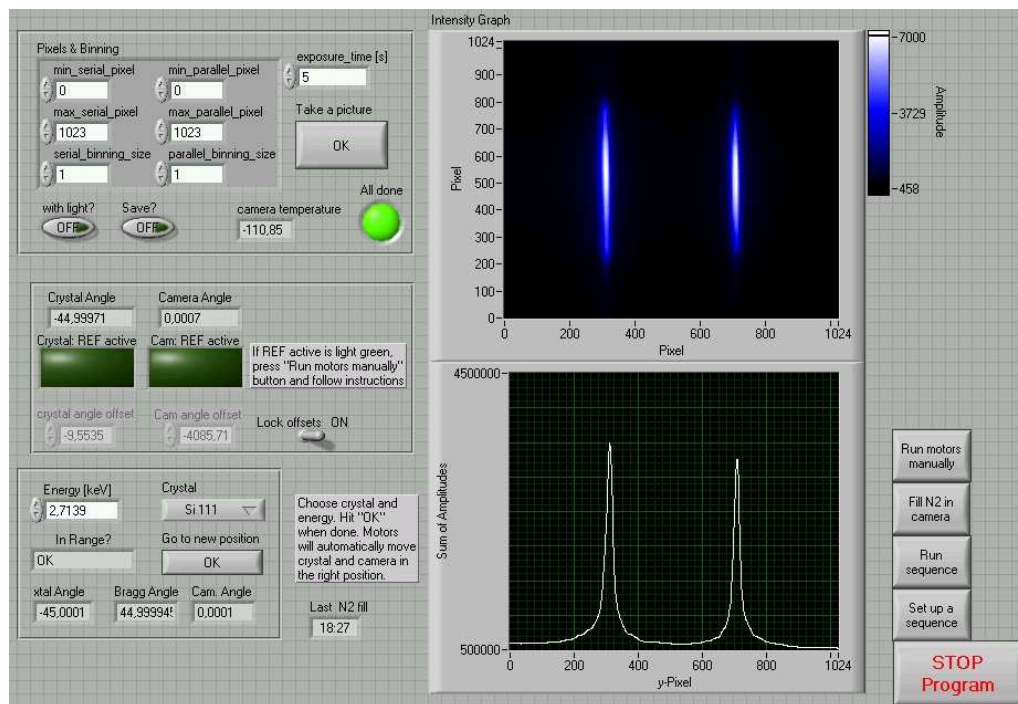 Pixels & Binning
min_serial_pixel
0
min_parallel_pixel
0
max_serial_pixel
1023
max_parallel_pixel
1023
serial_binning_size
1
parallel_binning_size
1
exposure_time [s]
5
Take a picture
OK
with light?
OFF
Save?
OFF
camera temperature
-110,85
All done
Crystal Angle
-44,99971
Camera Angle
0,0007
Crystal: REF active
Cam: REF active
If REF active is light green,
press "Run motors manually"
button and follow instructions
crystal angle offset
-9,5535
Cam angle offset
-4085,71
Lock offsets ON
Energy [keV]
2,7139
Crystal
Si 111
In Range?
OK
Go to new position
OK
xtal Angle
-45,0001
Bragg Angle
44,999945
Cam. Angle
0,0001
Choose crystal and
energy. Hit "OK"
when done. Motors
will automatically move
crystal and camera in
the right position.
Last N2 fill
18:27
Intensity Graph
1024
900
800
700
600
500
400
300
200
100
0
Pixel
0 200 400 600 800 1024
Pixel
7000
3729
458
Amplitude
4500000
500000
Sum of Amplitudes
0 200 400 600 800 1024
y-Pixel
Run motors
manually
Fill N2 in
camera
Run
sequence
Set up a
sequence
STOP
Program